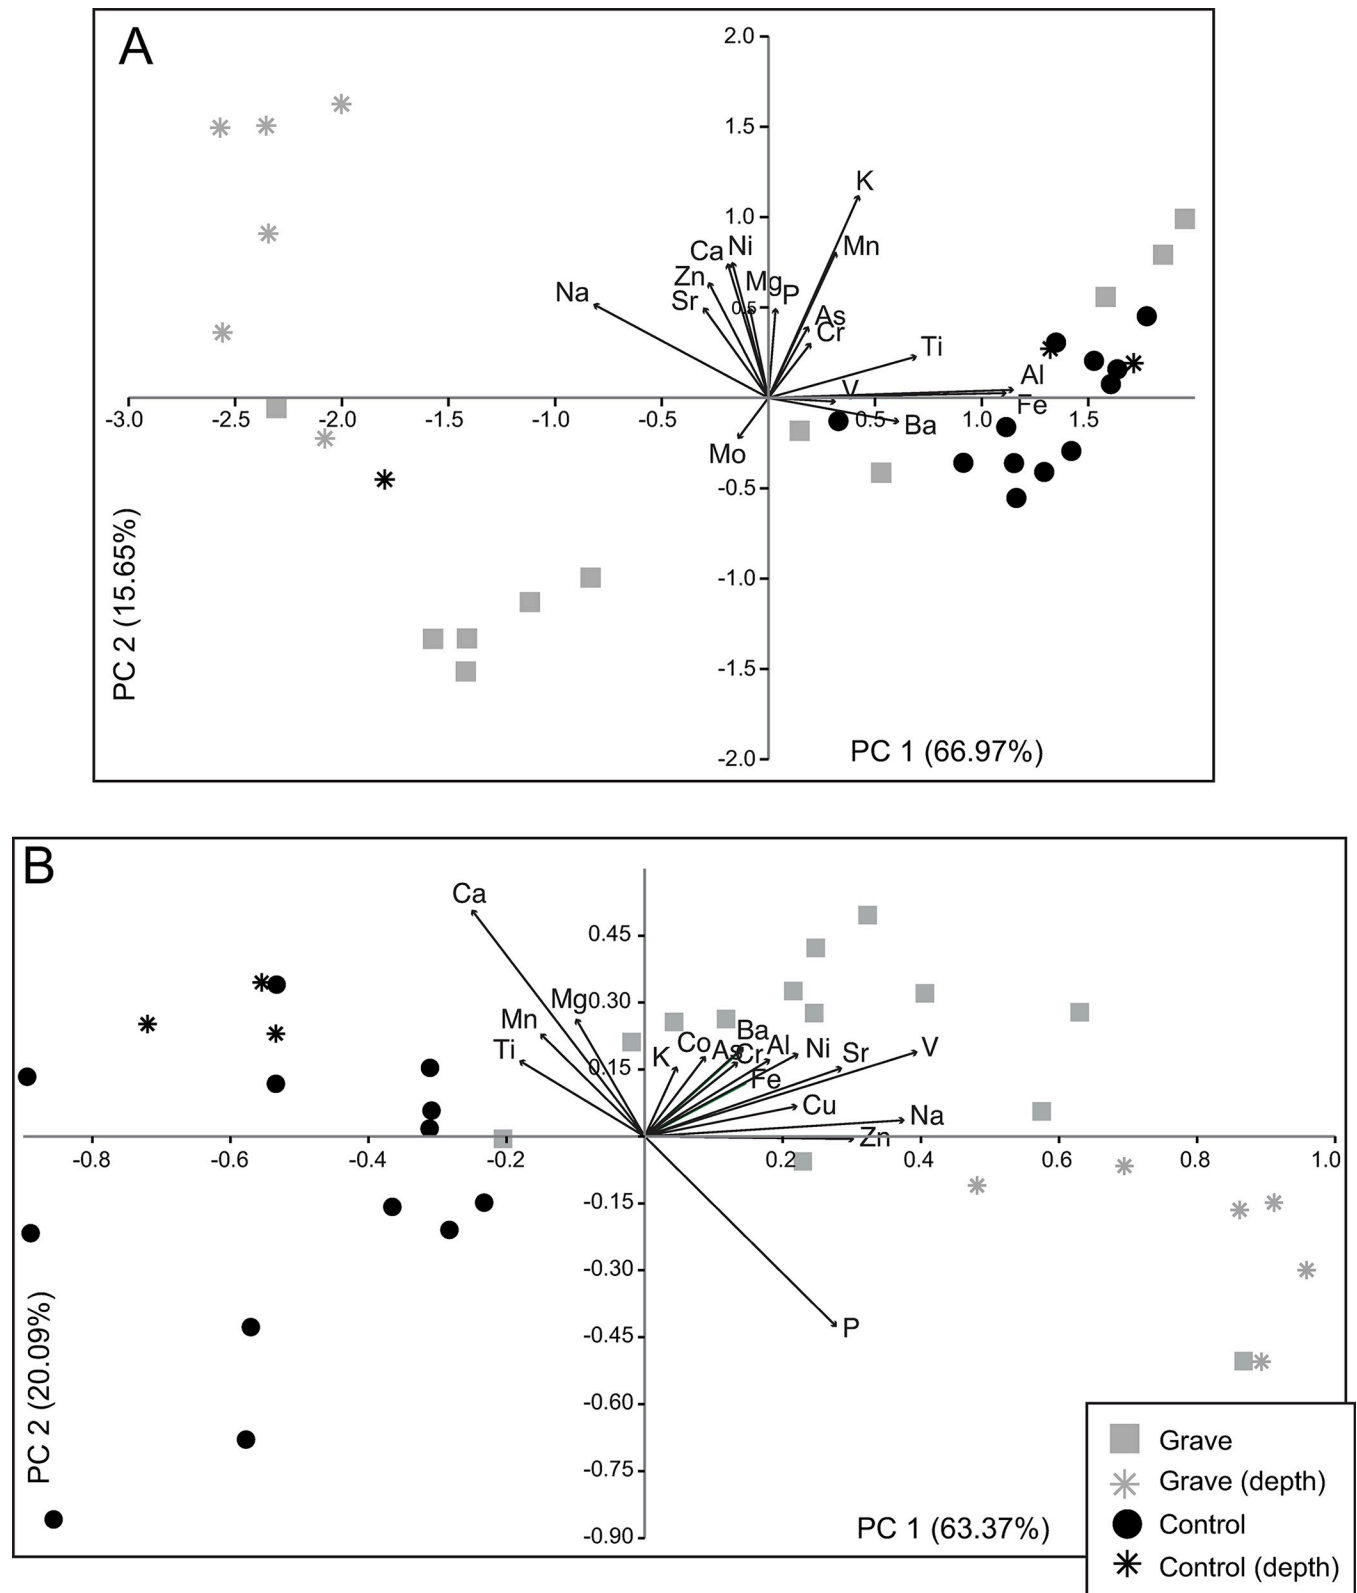 A
2.0
1.5
K
1.0
Ca Ni Mn
Zn Mg
Na Sr 0.5 P
As
Cr
Ti
V Al
Fe
-3.0 -2.5 -2.0 -1.5 -1.0 -0.5 0.5 1.0 1.5
Ba
Mo
-0.5
-1.0
-1.5
-2.0
PC 2 (15.65%)
PC 1 (66.97%)
B
Ca
0.45
Mg 0.30
Mn Ba
Ti K Co As Cr Al Ni Sr V
0.15 Fe
Cu Na
Zn
-0.8 -0.6 -0.4 -0.2 0.2 0.4 0.6 0.8 1.0
-0.15
-0.30
P
-0.45
-0.60
-0.75
-0.90
PC 2 (20.09%)
PC 1 (63.37%)
Grave
Grave (depth)
Control
Control (depth)